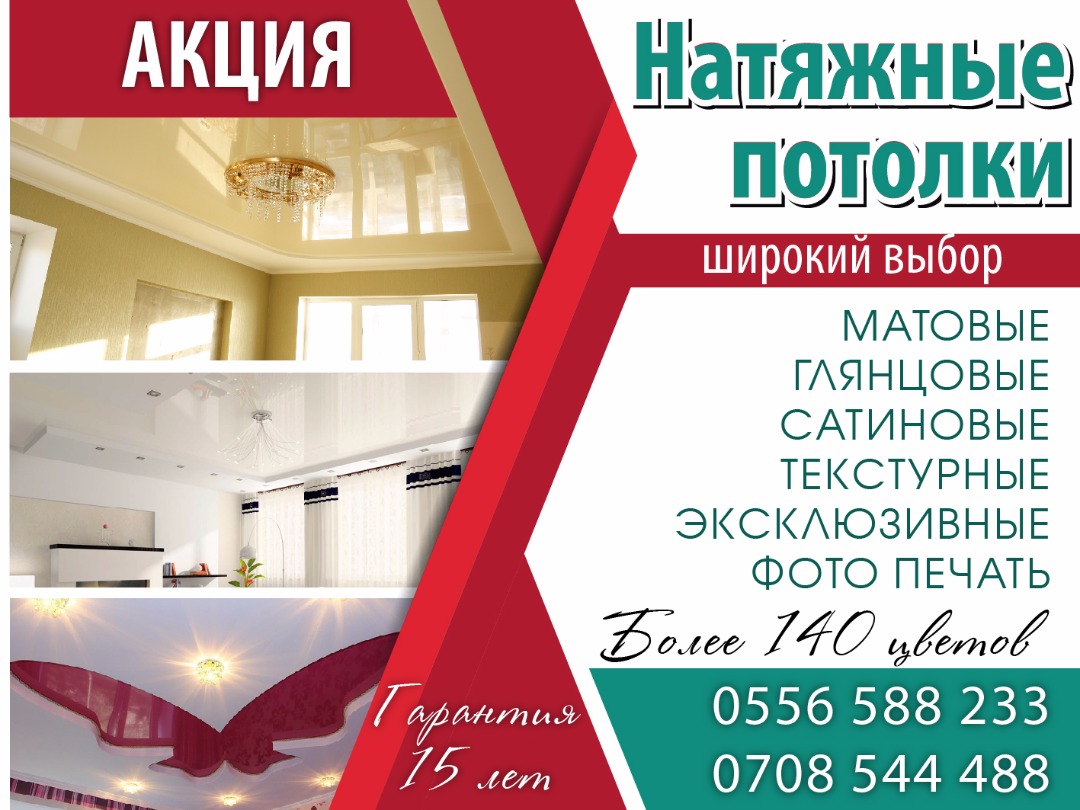 АКЦИЯ
Натяжные
потолки
широкий выбор
МАТОВЫЕ
ГЛЯНЦОВЫЕ
САТИНОВЫЕ
ТЕКСТУРНЫЕ
ЭКСКЛЮЗИВНЫЕ
ФОТО ПЕЧАТЬ
Более 140 цветов
Гарантия
15 лет
0556 588 233
0708 544 488